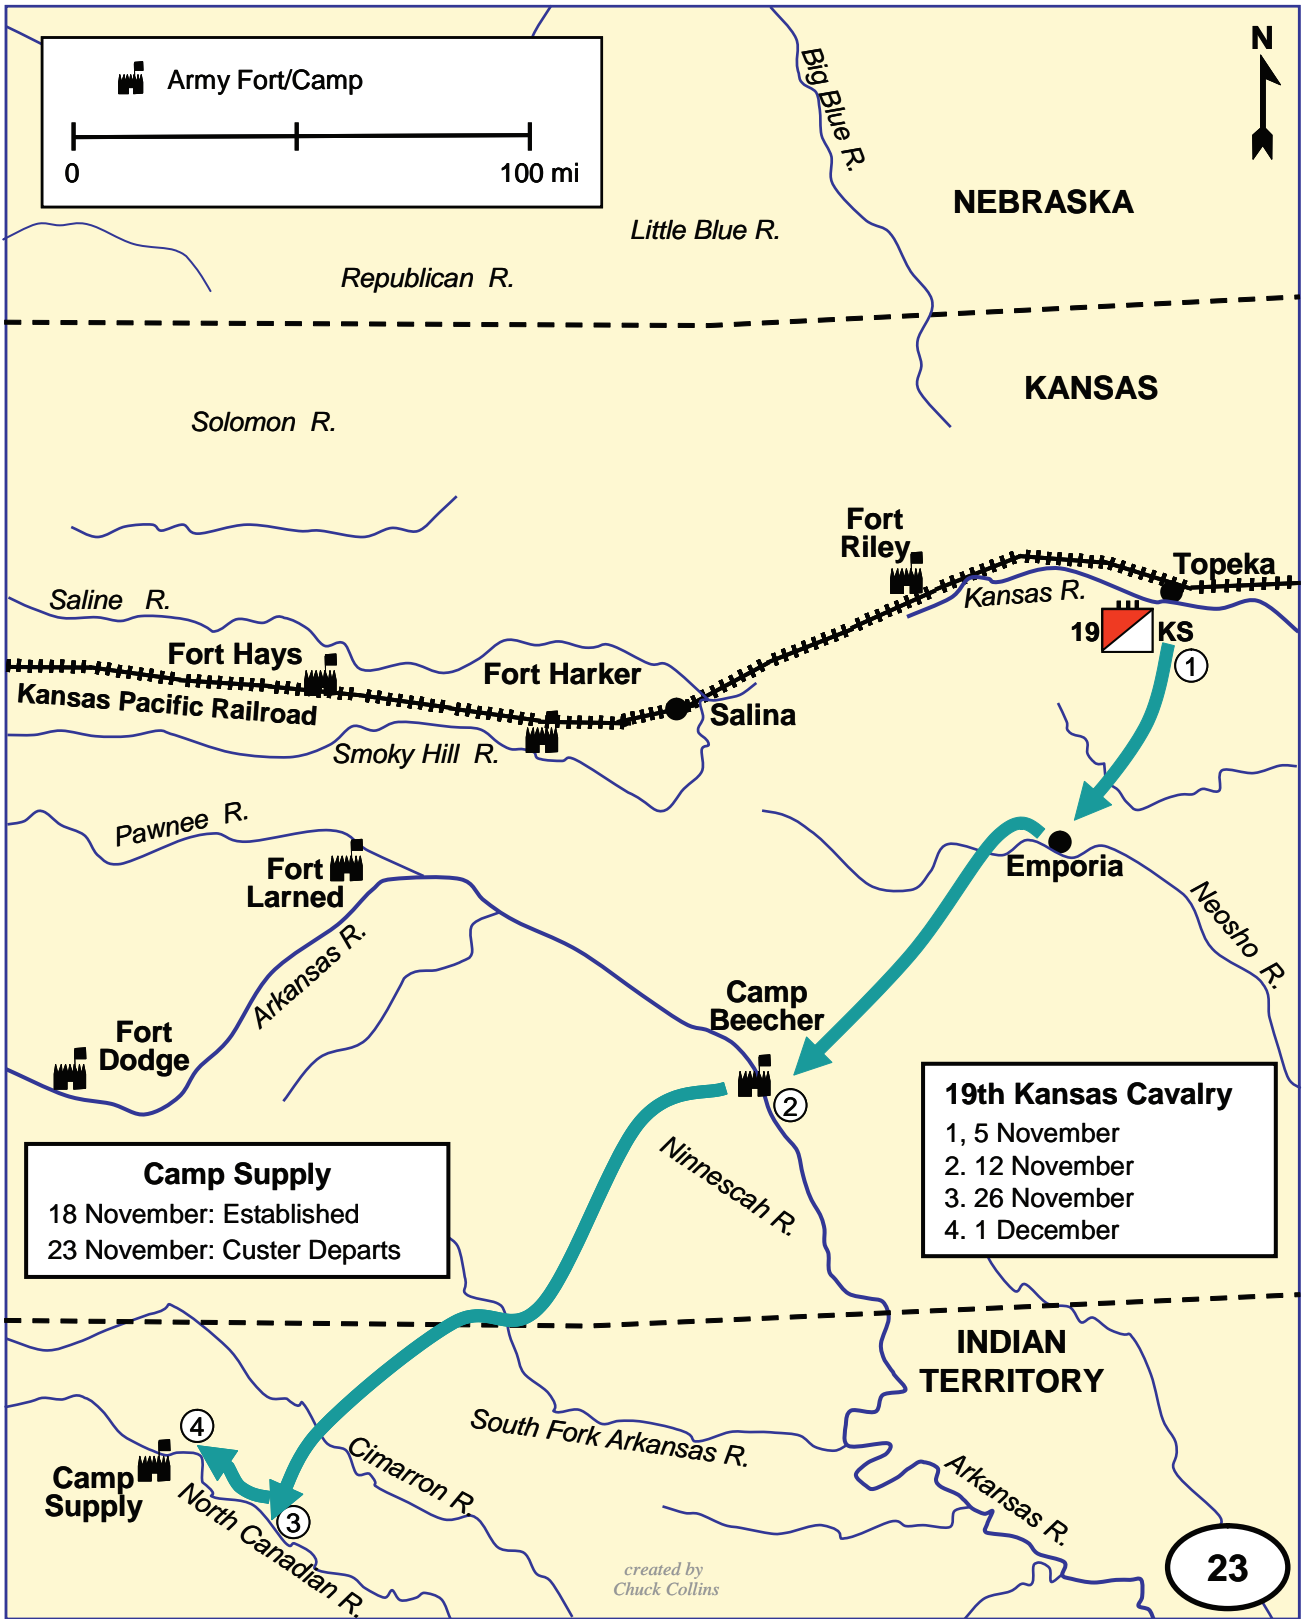 Army Fort/Camp
0
100 mi
N
Big Blue R.
NEBRASKA
Little Blue R.
Republican R.
KANSAS
Solomon R.
Fort
Riley
Topeka
Kansas R.
Saline R.
19
KS
1
Fort Hays
Fort Harker
Kansas Pacific Railroad
Salina
Smoky Hill R.
Pawnee R.
Fort
Larned
Emporia
Neosho R.
Arkansas R.
Camp
Beecher
Fort
Dodge
2
19th Kansas Cavalry
1, 5 November
2. 12 November
3. 26 November
4. 1 December
Ninnescah R.
Camp Supply
18 November: Established
23 November: Custer Departs
INDIAN
TERRITORY
4
South Fork Arkansas R.
Cimarron R.
Camp
Supply
North Canadian R.
3
Arkansas R.
created by
Chuck Collins
23